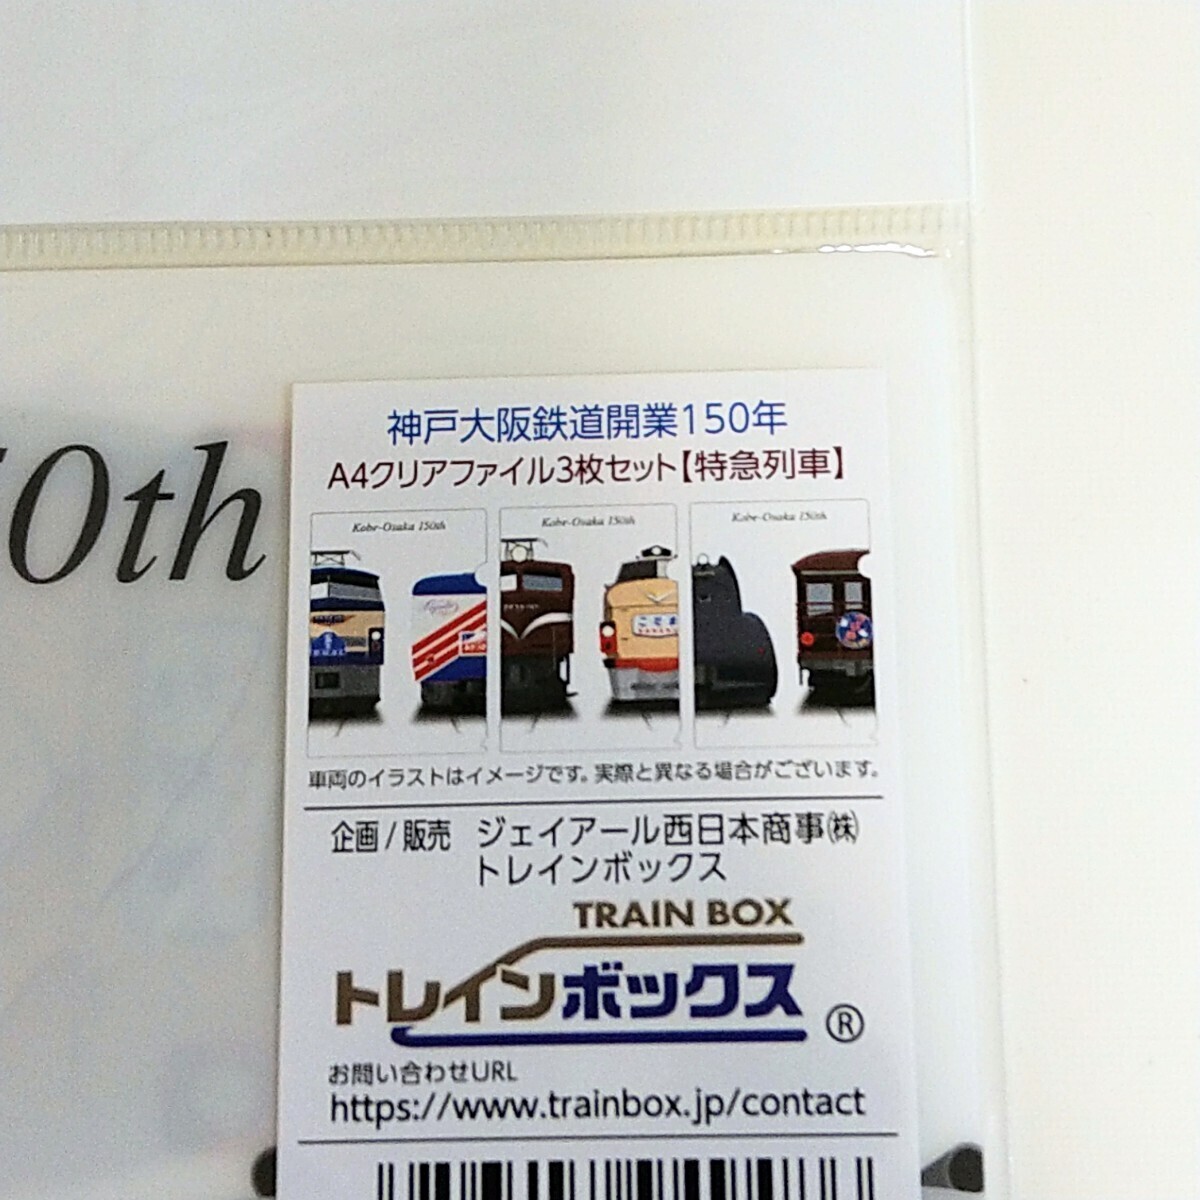 0th
神戸大阪鉄道開業150年
A4クリアファイル3枚セット【特急列車】
Kobe-Osaka 150th
Kobe-Osaka 150th
Kobe-Osaka 150th
こだま
車両のイラストはイメージです。実際と異なる場合がございます。
企画/販売 ジェイアール西日本商事㈱
トレインボックス
TRAIN BOX
トレインボックス®
お問い合わせURL
https://www.trainbox.jp/contact